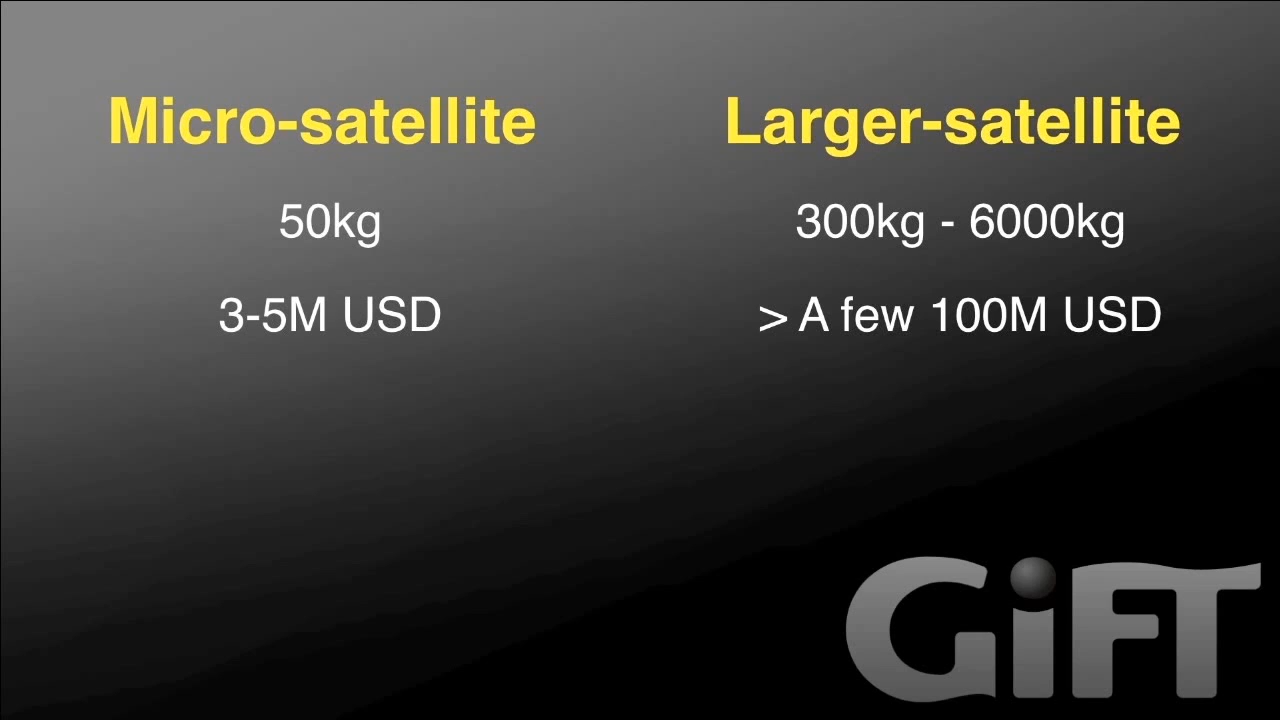 Micro-satellite
50kg
3-5M USD
Larger-satellite
300kg - 6000kg
> A few 100M USD
GiFT